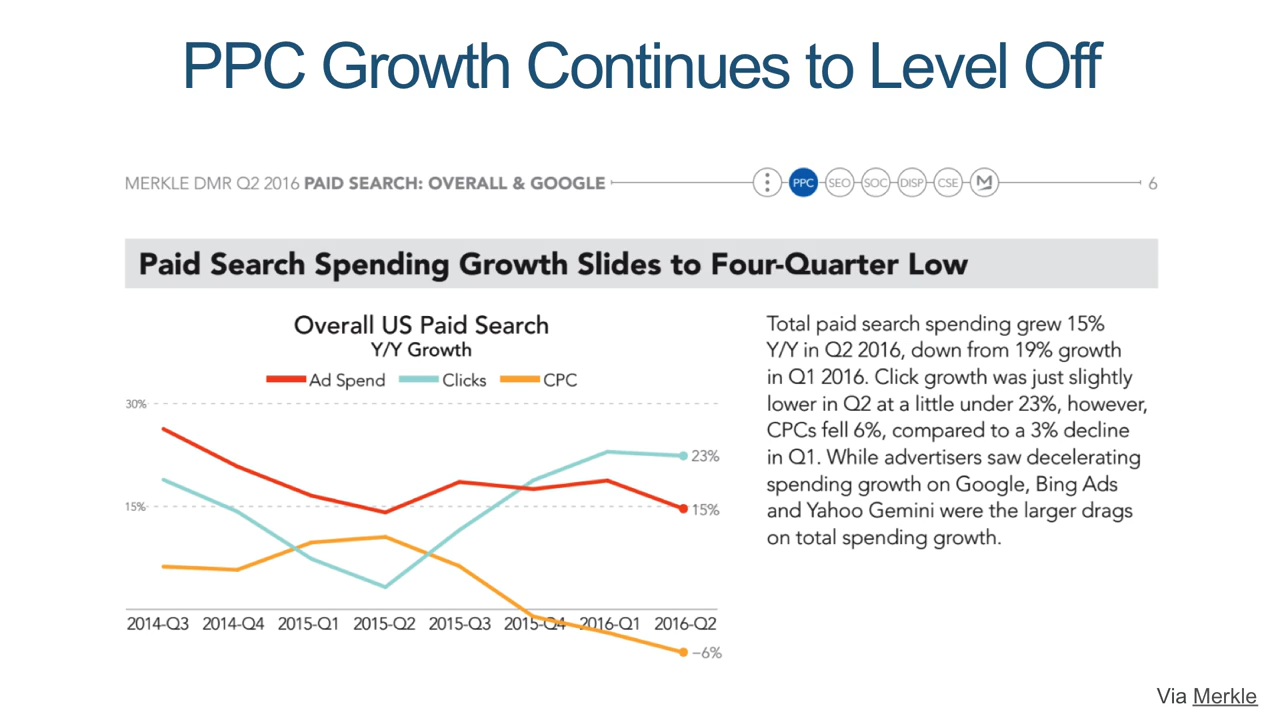 PPC Growth Continues to Level Off
MERKLE DMR Q2 2016 PAID SEARCH: OVERALL & GOOGLE
PPC SEO SOC DISP CSE M
6
Paid Search Spending Growth Slides to Four-Quarter Low
Overall US Paid Search
Y/Y Growth
Ad Spend Clicks CPC
30%
23%
15%
15%
2014-Q3 2014-Q4 2015-Q1 2015-Q2 2015-Q3 2015-Q4 2016-Q1 2016-Q2
−6%
Total paid search spending grew 15%
Y/Y in Q2 2016, down from 19% growth
in Q1 2016. Click growth was just slightly
lower in Q2 at a little under 23%, however,
CPCs fell 6%, compared to a 3% decline
in Q1. While advertisers saw decelerating
spending growth on Google, Bing Ads
and Yahoo Gemini were the larger drags
on total spending growth.
Via Merkle